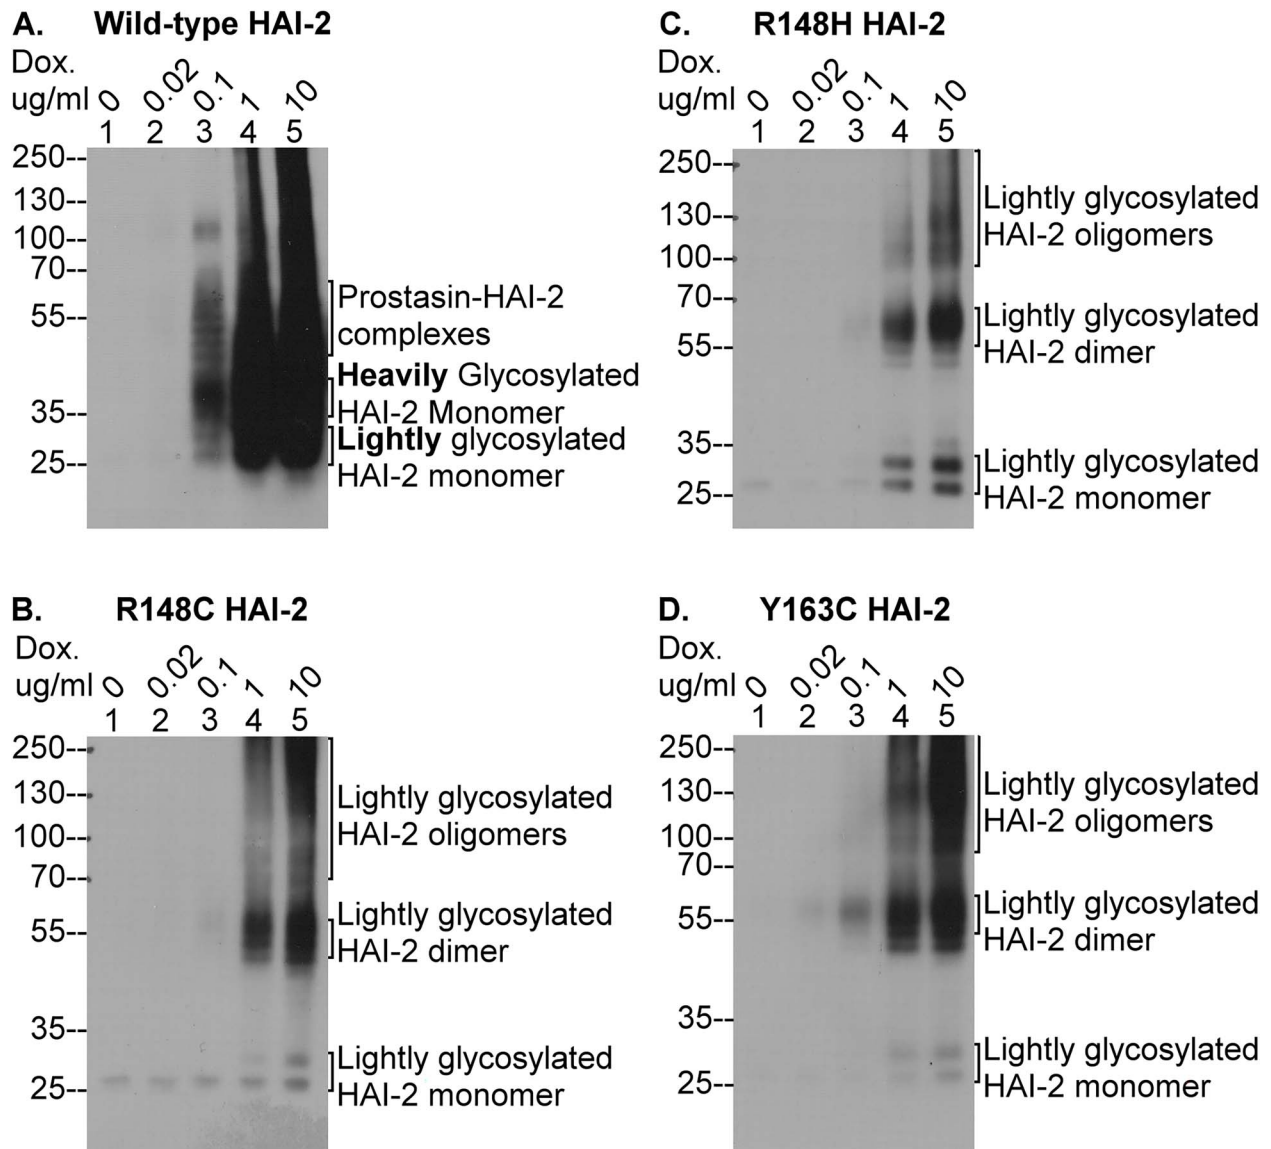 A. Wild-type HAI-2
Dox.
ug/ml 0 0.02 0.1 1 10
1 2 3 4 5
250--
130--
100--
70--
55--
35--
25--
Prostasin-HAI-2
complexes
Heavily Glycosylated
HAI-2 Monomer
Lightly glycosylated
HAI-2 monomer
C. R148H HAI-2
Dox.
ug/ml 0 0.02 0.1 1 10
1 2 3 4 5
250--
130--
100--
70--
55--
35--
25--
Lightly glycosylated
HAI-2 oligomers
Lightly glycosylated
HAI-2 dimer
Lightly glycosylated
HAI-2 monomer
B. R148C HAI-2
Dox.
ug/ml 0 0.02 0.1 1 10
1 2 3 4 5
250--
130--
100--
70--
55--
35--
25--
Lightly glycosylated
HAI-2 oligomers
Lightly glycosylated
HAI-2 dimer
Lightly glycosylated
HAI-2 monomer
D. Y163C HAI-2
Dox.
ug/ml 0 0.02 0.1 1 10
1 2 3 4 5
250--
130--
100--
70--
55--
35--
25--
Lightly glycosylated
HAI-2 oligomers
Lightly glycosylated
HAI-2 dimer
Lightly glycosylated
HAI-2 monomer